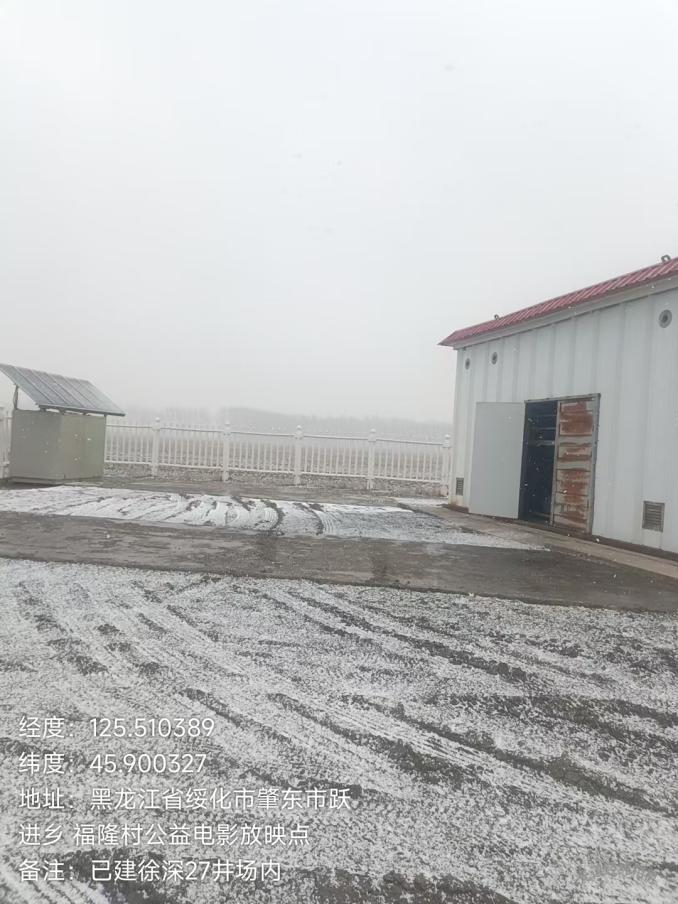 经度：125.510389
纬度：45.900327
地址：黑龙江省绥化市肇东市跃
进乡 福隆村公益电影放映点
备注：已建徐深27井场内